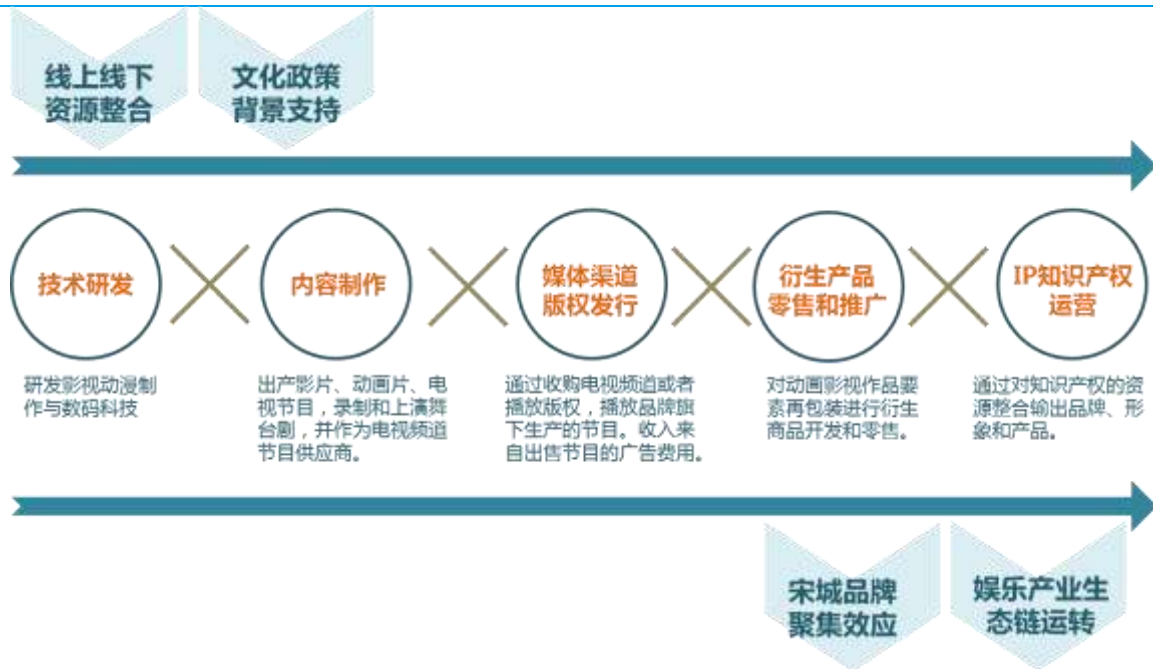 线上线下
资源整合
文化政策
背景支持
技术研发
内容制作
媒体渠道
版权发行
衍生产品
零售和推广
IP知识产权
运营
研发影视动漫制
作与数码科技
出产影片、动画片、电
视节目，录制和上演舞
台剧，并作为电视频道
节目供应商。
通过收购电视频道或者
播放版权，播放品牌旗
下生产的节目。收入来
自出售节目的广告费用。
对动画影视作品要
素再包装进行衍生
商品开发和零售。
通过对知识产权的资
源整合输出品牌、形
象和产品。
宋城品牌
聚集效应
娱乐产业生
态链运转